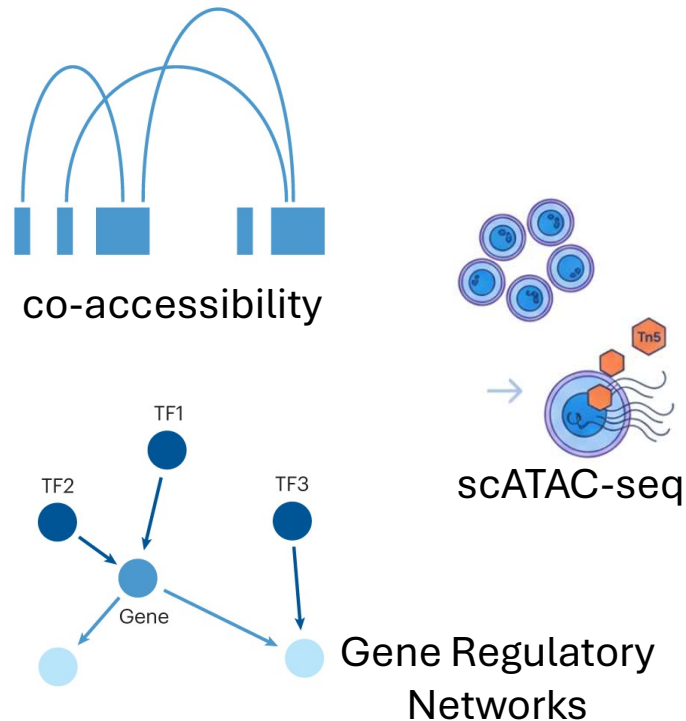 co-accessibility
Tn5
scATAC-seq
TF1
TF2
TF3
Gene
Gene Regulatory
Networks